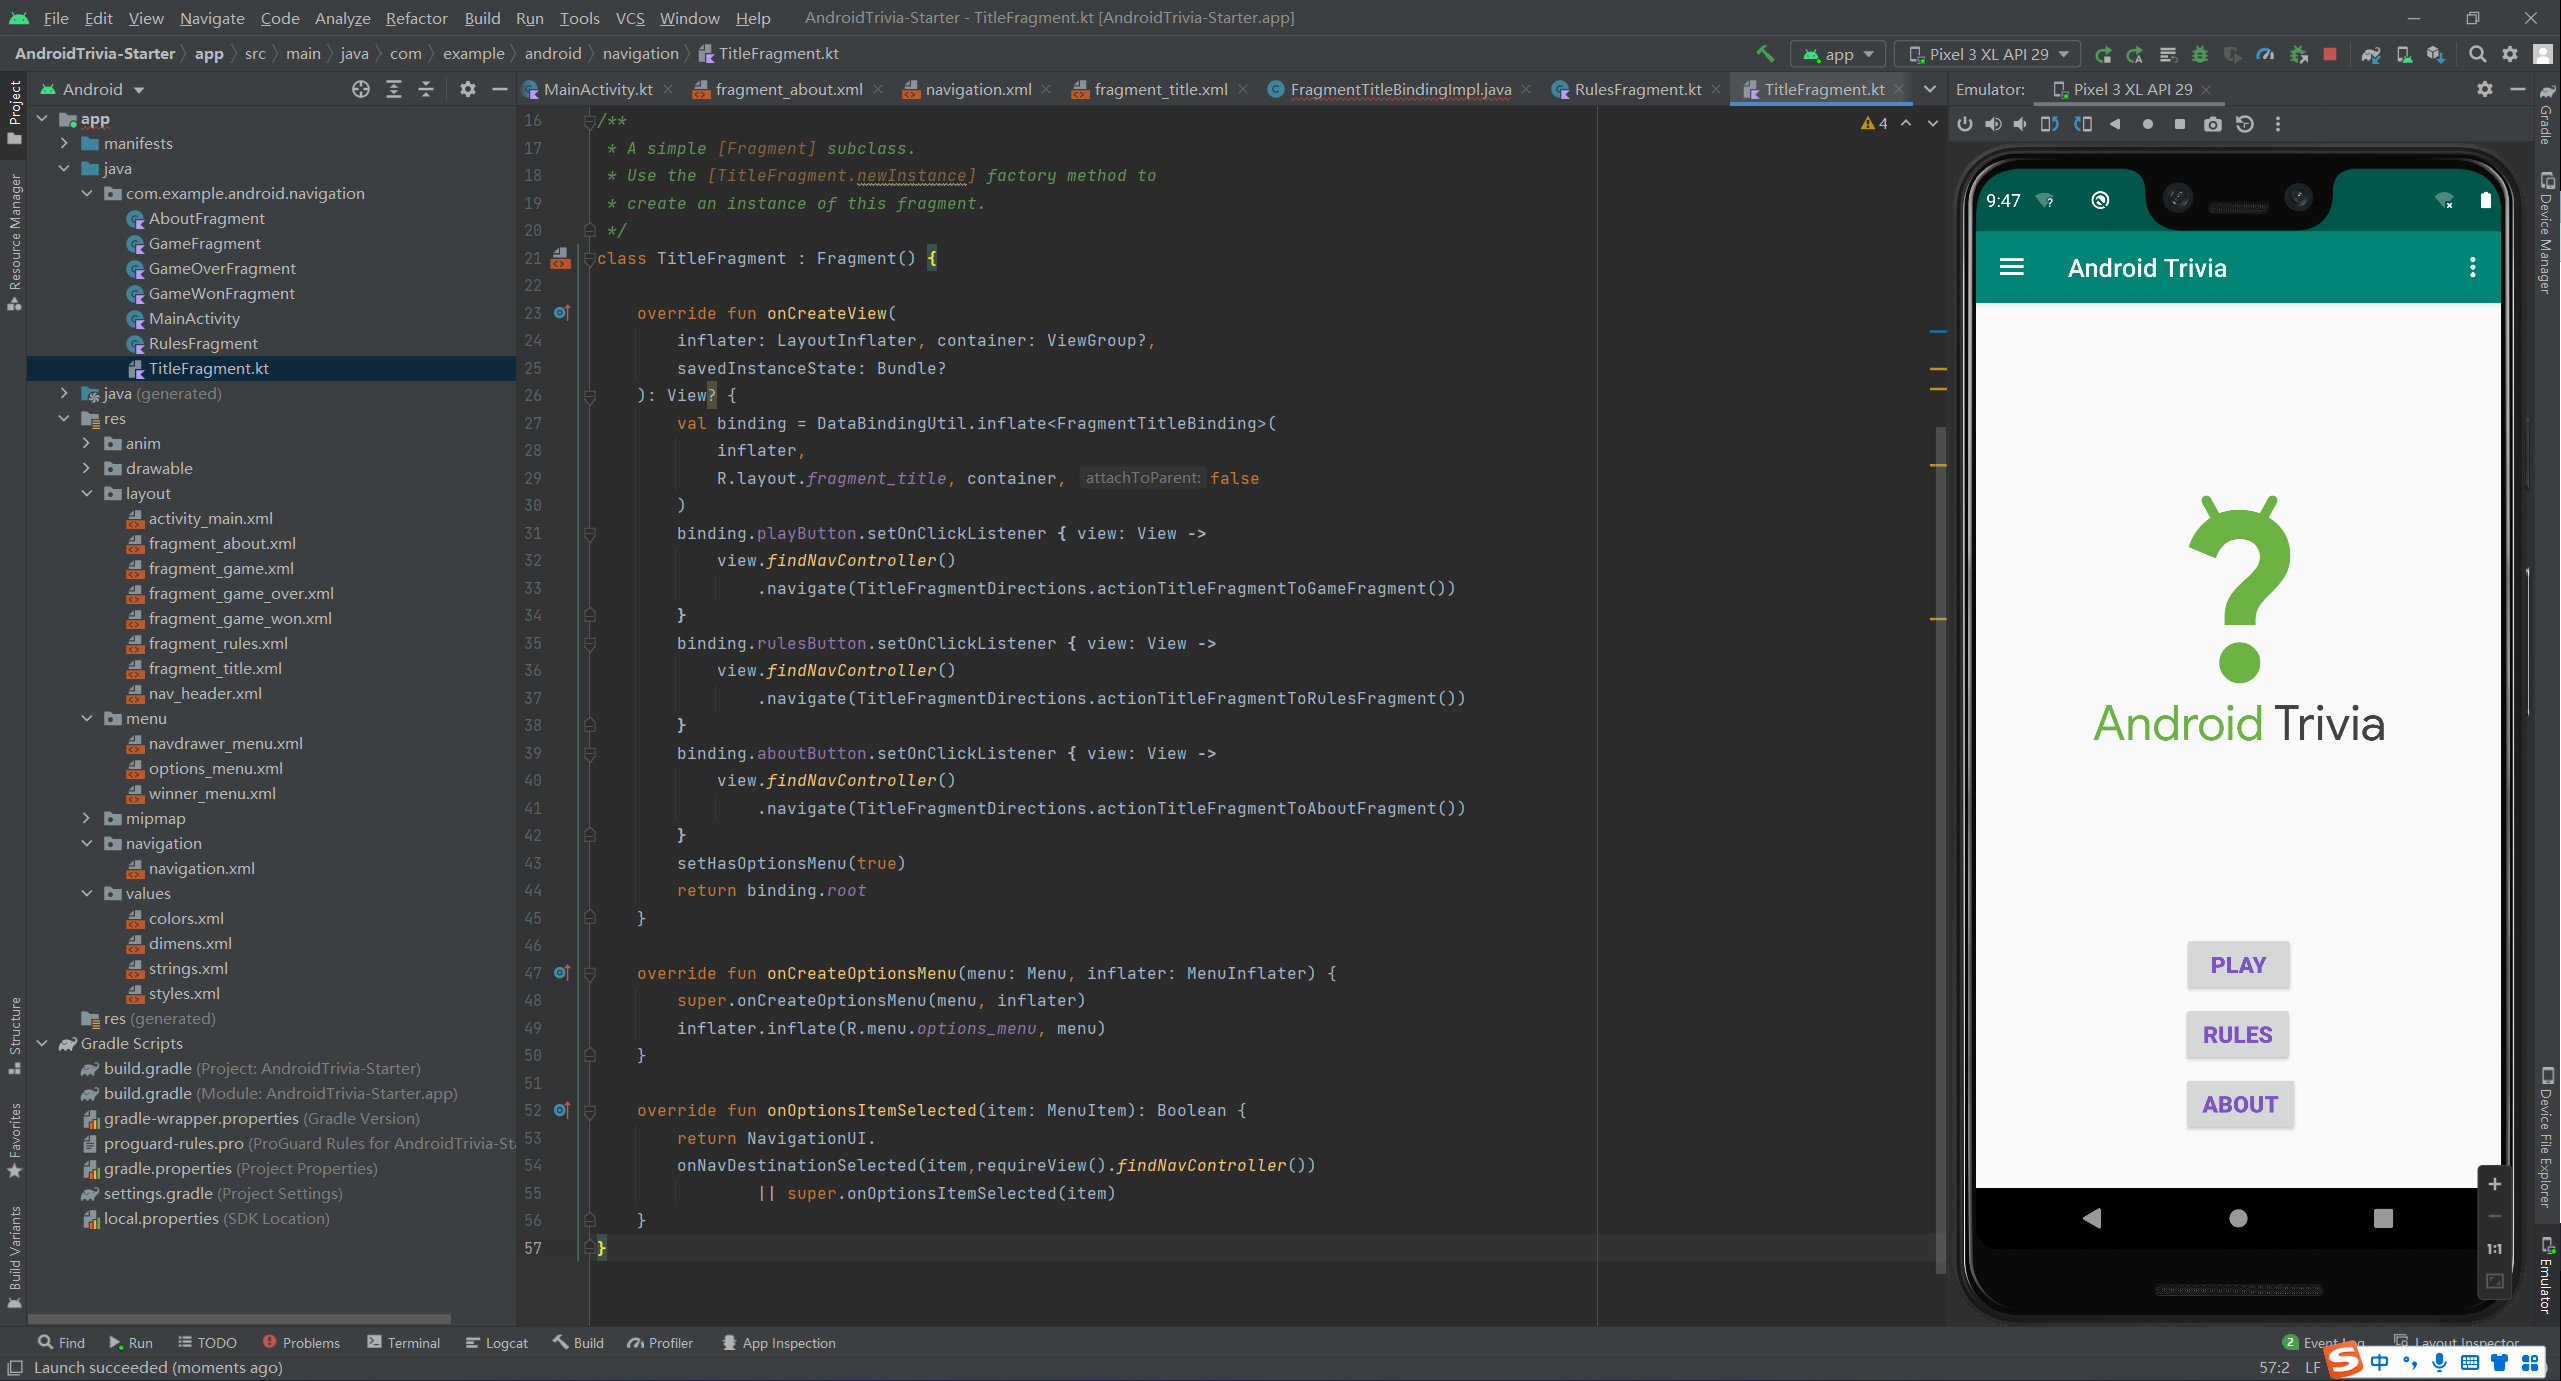 File Edit View Navigate Code Analyze Refactor Build Run Tools VCS Window Help AndroidTrivia-Starter - TitleFragment.kt [AndroidTrivia-Starter.app]
AndroidTrivia-Starter app src main java com example android navigation TitleFragment.kt
app Pixel 3 XL API 29
Project
Resource Manager
Structure
Favorites
Build Variants
Android
app
manifests
java
com.example.android.navigation
AboutFragment
GameFragment
GameOverFragment
GameWonFragment
MainActivity
RulesFragment
TitleFragment.kt
java (generated)
res
anim
drawable
layout
activity_main.xml
fragment_about.xml
fragment_game.xml
fragment_game_over.xml
fragment_game_won.xml
fragment_rules.xml
fragment_title.xml
nav_header.xml
menu
navdrawer_menu.xml
options_menu.xml
winner_menu.xml
mipmap
navigation
navigation.xml
values
colors.xml
dimens.xml
strings.xml
styles.xml
res (generated)
Gradle Scripts
build.gradle (Project: AndroidTrivia-Starter)
build.gradle (Module: AndroidTrivia-Starter.app)
gradle-wrapper.properties (Gradle Version)
proguard-rules.pro (ProGuard Rules for AndroidTrivia-St
gradle.properties (Project Properties)
settings.gradle (Project Settings)
local.properties (SDK Location)
MainActivity.kt fragment_about.xml navigation.xml fragment_title.xml FragmentTitleBindingImpl.java RulesFragment.kt TitleFragment.kt
4
16 /**
17 * A simple [Fragment] subclass.
18 * Use the [TitleFragment.newInstance] factory method to
19 * create an instance of this fragment.
20 */
21 class TitleFragment : Fragment() {
22
23 override fun onCreateView(
24 inflater: LayoutInflater, container: ViewGroup?,
25 savedInstanceState: Bundle?
26 ): View? {
27 val binding = DataBindingUtil.inflate<FragmentTitleBinding>(
28 inflater,
29 R.layout.fragment_title, container, attachToParent: false
30 )
31 binding.playButton.setOnClickListener { view: View ->
32 view.findNavController()
33 .navigate(TitleFragmentDirections.actionTitleFragmentToGameFragment())
34 }
35 binding.rulesButton.setOnClickListener { view: View ->
36 view.findNavController()
37 .navigate(TitleFragmentDirections.actionTitleFragmentToRulesFragment())
38 }
39 binding.aboutButton.setOnClickListener { view: View ->
40 view.findNavController()
41 .navigate(TitleFragmentDirections.actionTitleFragmentToAboutFragment())
42 }
43 setHasOptionsMenu(true)
44 return binding.root
45 }
46
47 override fun onCreateOptionsMenu(menu: Menu, inflater: MenuInflater) {
48 super.onCreateOptionsMenu(menu, inflater)
49 inflater.inflate(R.menu.options_menu, menu)
50 }
51
52 override fun onOptionsItemSelected(item: MenuItem): Boolean {
53 return NavigationUI.
54 onNavDestinationSelected(item,requireView().findNavController())
55 || super.onOptionsItemSelected(item)
56 }
57 }
Emulator: Pixel 3 XL API 29
9:47
Android Trivia
Android Trivia
PLAY
RULES
ABOUT
1:1
Gradle
Device Manager
Device File Explorer
Emulator
Find Run TODO Problems Terminal Logcat Build Profiler App Inspection 2 Event Log Layout Inspector
Launch succeeded (moments ago) 57:2 LF
中